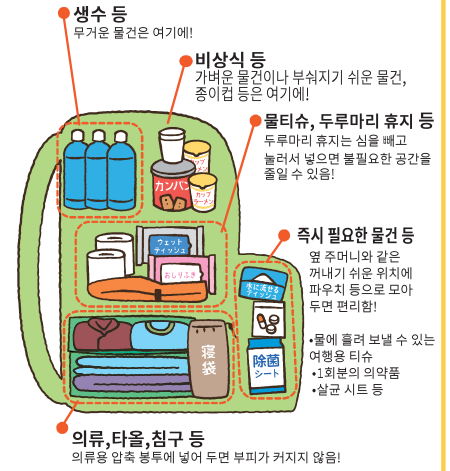 생수 등
무거운 물건은 여기에!
비상식 등
가벼운 물건이나 부숴지기 쉬운 물건,
종이컵 등은 여기에!
물티슈, 두루마리 휴지 등
두루마리 휴지는 심을 빼고
눌러서 넣으면 불필요한 공간을
줄일 수 있음!
즉시 필요한 물건 등
옆 주머니와 같은
꺼내기 쉬운 위치에
파우치 등으로 모아
두면 편리함!
•물에 흘려 보낼 수 있는
여행용 티슈
•1회분의 의약품
•살균 시트 등
カップ
ラーメン
カンパン
カップ
ラーメン
ウェット
ティッシュ
おしりふき
水に流せる
ティッシュ
除菌
シート
寝袋
의류,타올,침구 등
의류용 압축 봉투에 넣어 두면 부피가 커지지 않음!